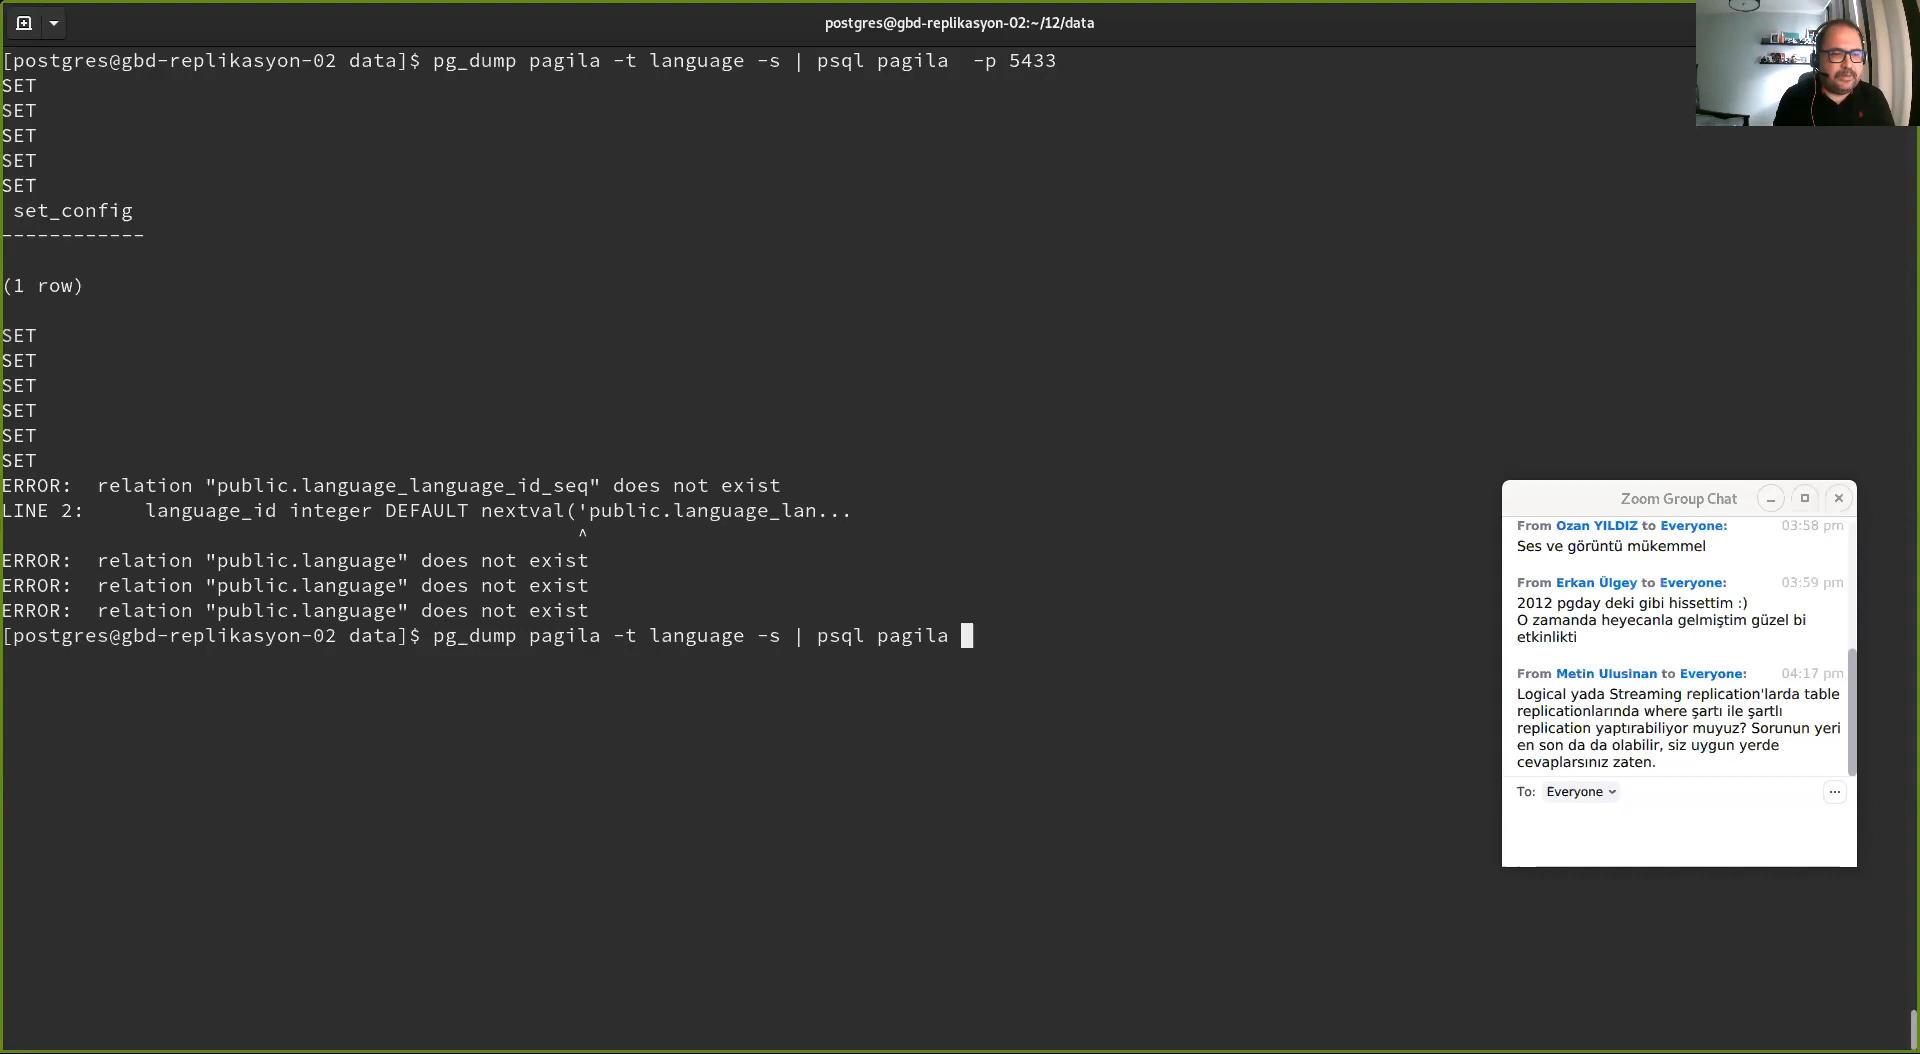 postgres@gbd-replikasyon-02:~/12/data
[postgres@gbd-replikasyon-02 data]$ pg_dump pagila -t language -s | psql pagila  -p 5433
SET
SET
SET
SET
SET
 set_config
------------
(1 row)
SET
SET
SET
SET
SET
SET
ERROR:  relation "public.language_language_id_seq" does not exist
LINE 2:     language_id integer DEFAULT nextval('public.language_lan...
^
ERROR:  relation "public.language" does not exist
ERROR:  relation "public.language" does not exist
ERROR:  relation "public.language" does not exist
[postgres@gbd-replikasyon-02 data]$ pg_dump pagila -t language -s | psql pagila
Zoom Group Chat
From Ozan YILDIZ to Everyone: 03:58 pm
Ses ve görüntü mükemmel
From Erkan Ülgey to Everyone: 03:59 pm
2012 pgday deki gibi hissettim :)
O zamanda heyecanla gelmiştim güzel bi
etkinlikti
From Metin Ulusinan to Everyone: 04:17 pm
Logical yada Streaming replication'larda table
replicationlarında where şartı ile şartlı
replication yaptırabiliyor muyuz? Sorunun yeri
en son da da olabilir, siz uygun yerde
cevaplarsınız zaten.
To: Everyone